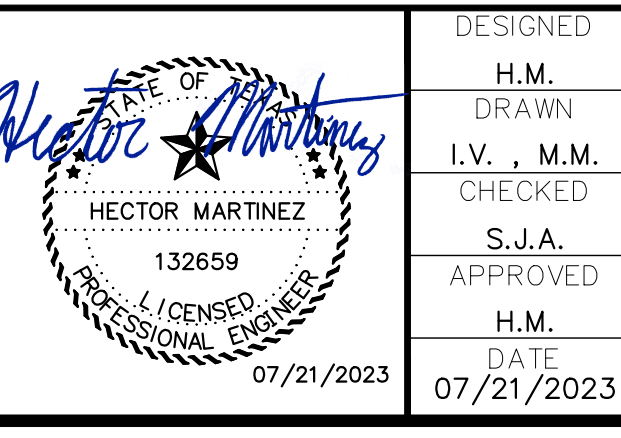 STATE OF TEXAS
Hector Martinez
HECTOR MARTINEZ
132659
LICENSED
PROFESSIONAL ENGINEER
07/21/2023
DESIGNED
H.M.
DRAWN
I.V. , M.M.
CHECKED
S.J.A.
APPROVED
H.M.
DATE
07/21/2023